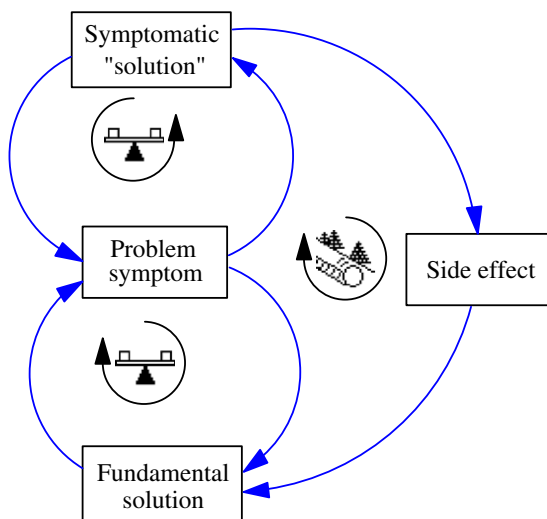 Symptomatic
"solution"
Problem
symptom
Side effect
Fundamental
solution